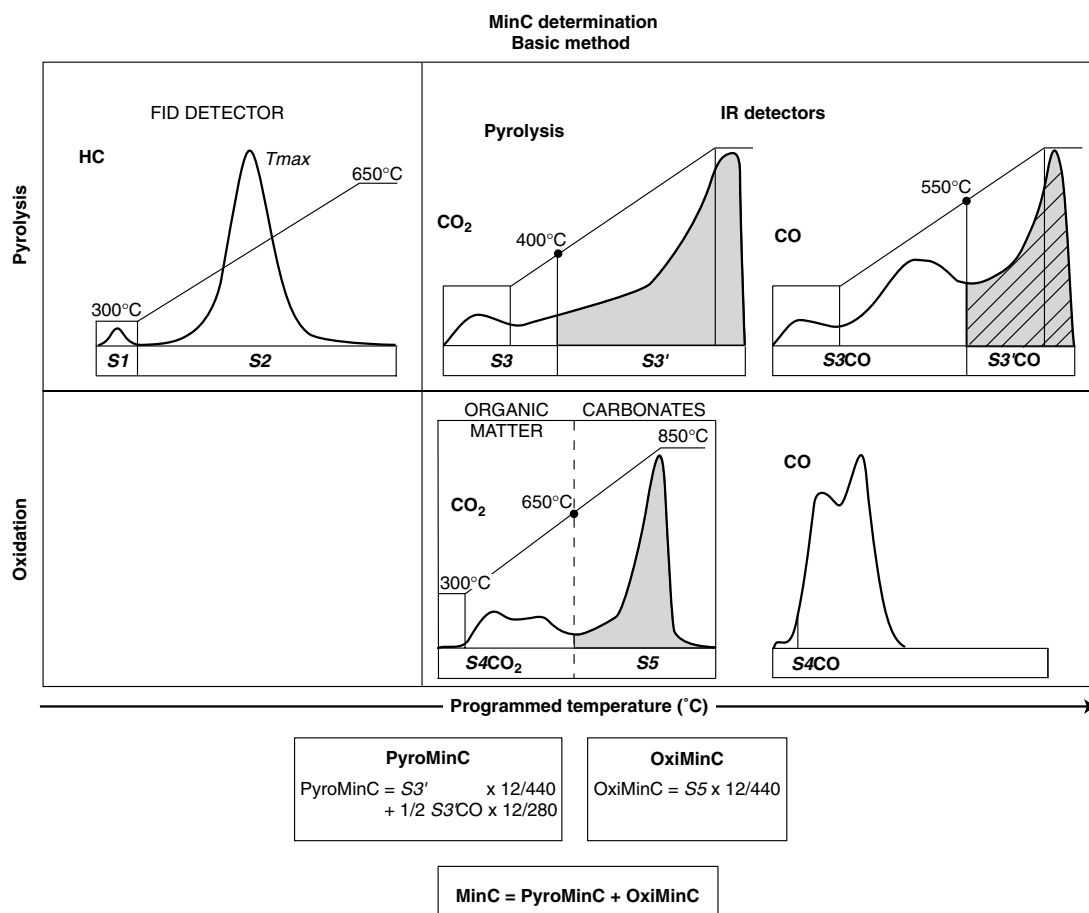 MinC determination
Basic method
Pyrolysis
FID DETECTOR
HC
Tmax
650°C
300°C
S1
S2
Pyrolysis
IR detectors
CO₂
400°C
S3
S3'
CO
550°C
S3CO
S3'CO
Oxidation
ORGANIC
MATTER
CARBONATES
850°C
CO₂
650°C
300°C
S4CO₂
S5
CO
S4CO
Programmed temperature (˚C)
PyroMinC
PyroMinC = S3' x 12/440
+ 1/2 S3'CO x 12/280
OxiMinC
OxiMinC = S5 x 12/440
MinC = PyroMinC + OxiMinC